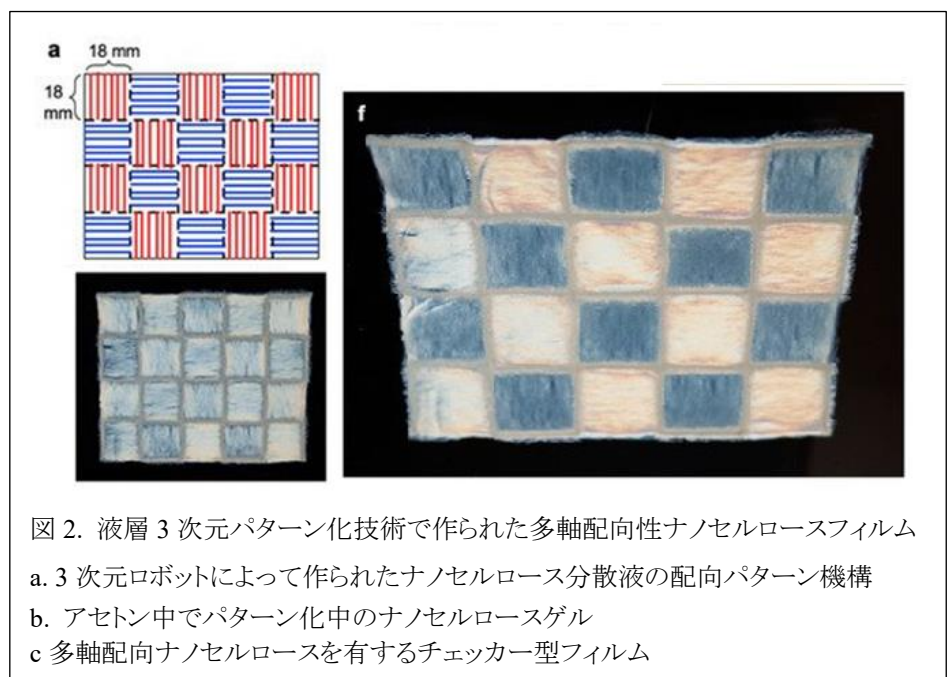 a
18 mm
18
mm
f
図 2. 液層 3 次元パターン化技術で作られた多軸配向性ナノセルロースフィルム
a. 3 次元ロボットによって作られたナノセルロース分散液の配向パターン機構
b. アセトン中でパターン化中のナノセルロースゲル
c 多軸配向ナノセルロースを有するチェッカー型フィルム